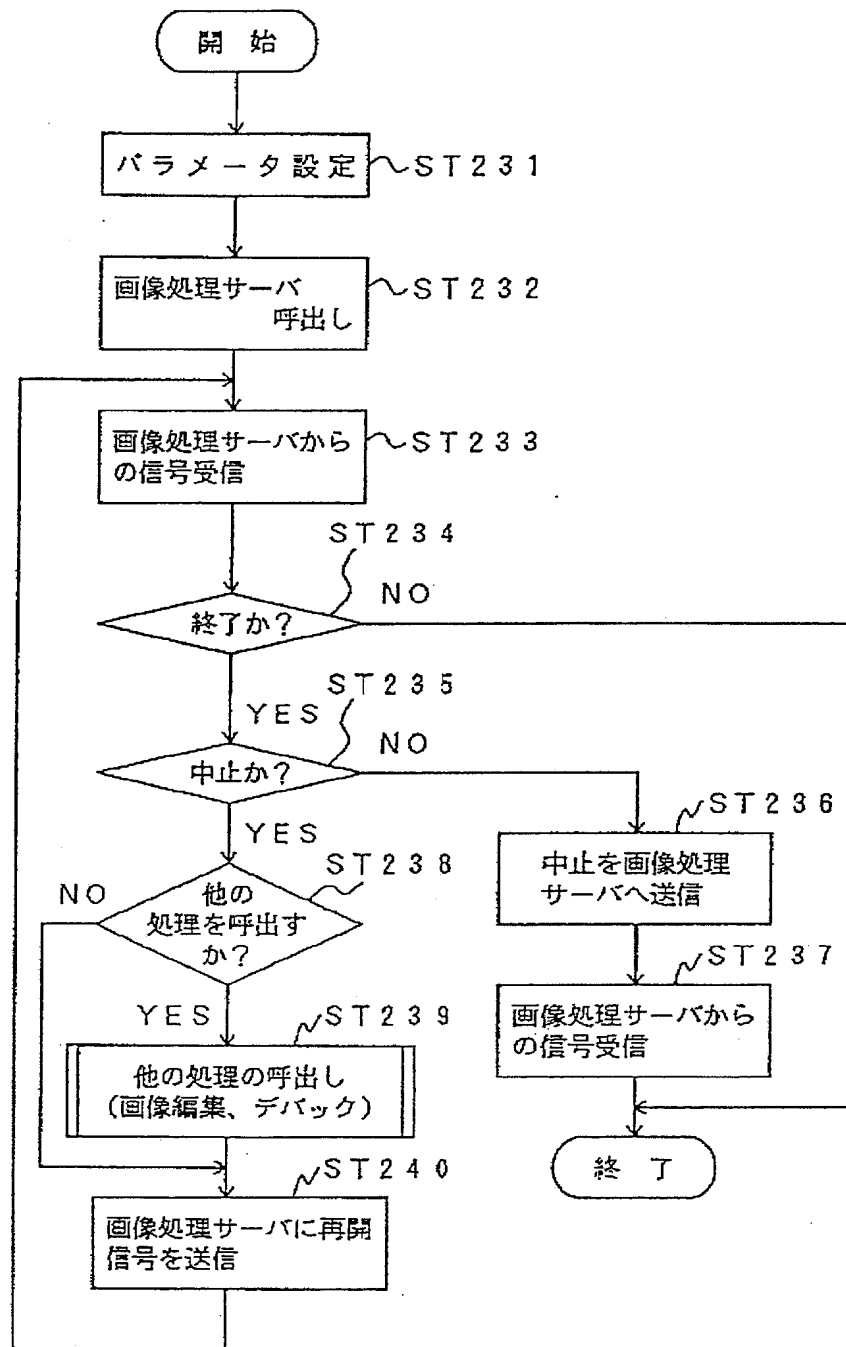 開 始
パラメータ設定
ST231
画像処理サーバ
呼出し
ST232
画像処理サーバから
の信号受信
ST233
ST234
終了か?
NO
YES
ST235
中止か?
NO
YES
ST236
中止を画像処理
サーバへ送信
ST237
画像処理サーバから
の信号受信
終 了
ST238
他の
処理を呼出す
か?
NO
YES
ST239
他の処理の呼出し
(画像編集、デバック)
ST240
画像処理サーバに再開
信号を送信